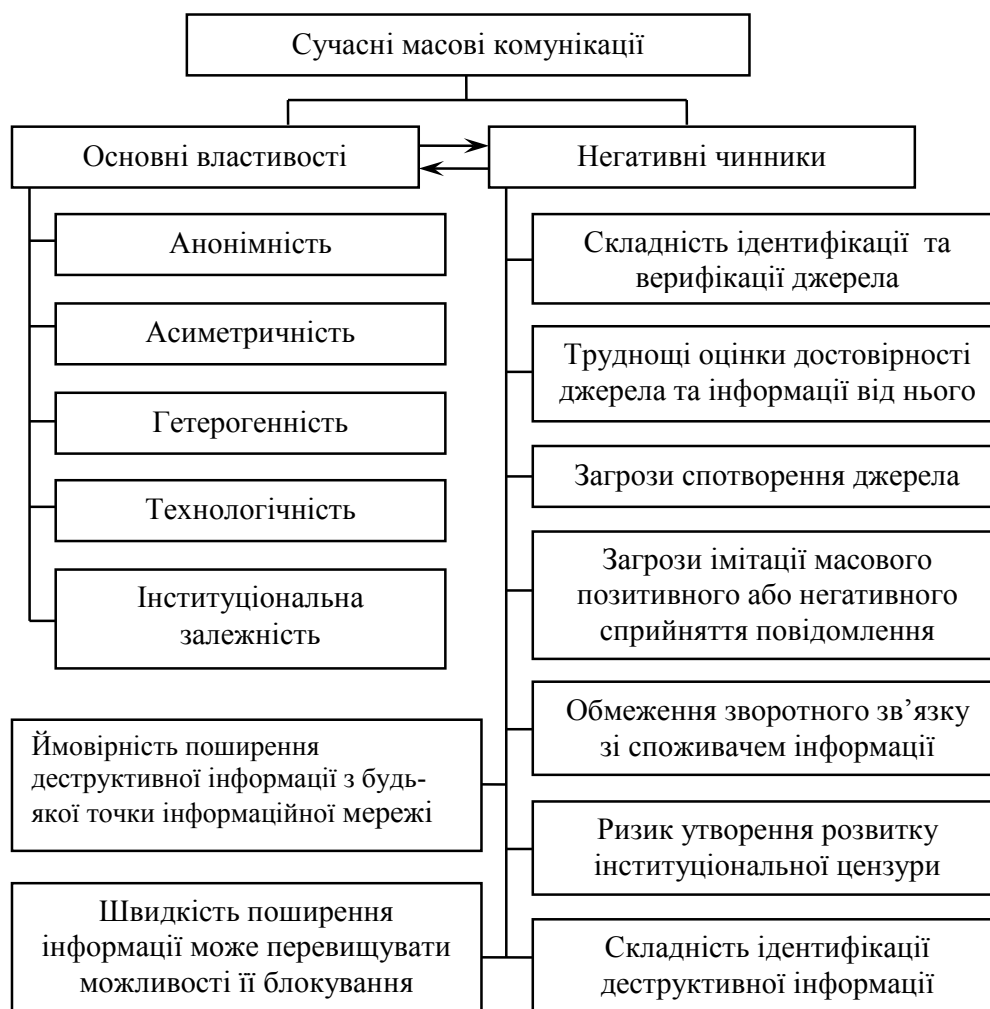 Сучасні масові комунікації
Основні властивості
Негативні чинники
Анонімність
Асиметричність
Гетерогенність
Технологічність
Інституціональна
залежність
Складність ідентифікації та
верифікації джерела
Труднощі оцінки достовірності
джерела та інформації від нього
Загрози спотворення джерела
Загрози імітації масового
позитивного або негативного
сприйняття повідомлення
Обмеження зворотного зв’язку
зі споживачем інформації
Ризик утворення розвитку
інституціональної цензури
Складність ідентифікації
деструктивної інформації
Ймовірність поширення
деструктивної інформації з будь-
якої точки інформаційної мережі
Швидкість поширення
інформації може перевищувати
можливості її блокування